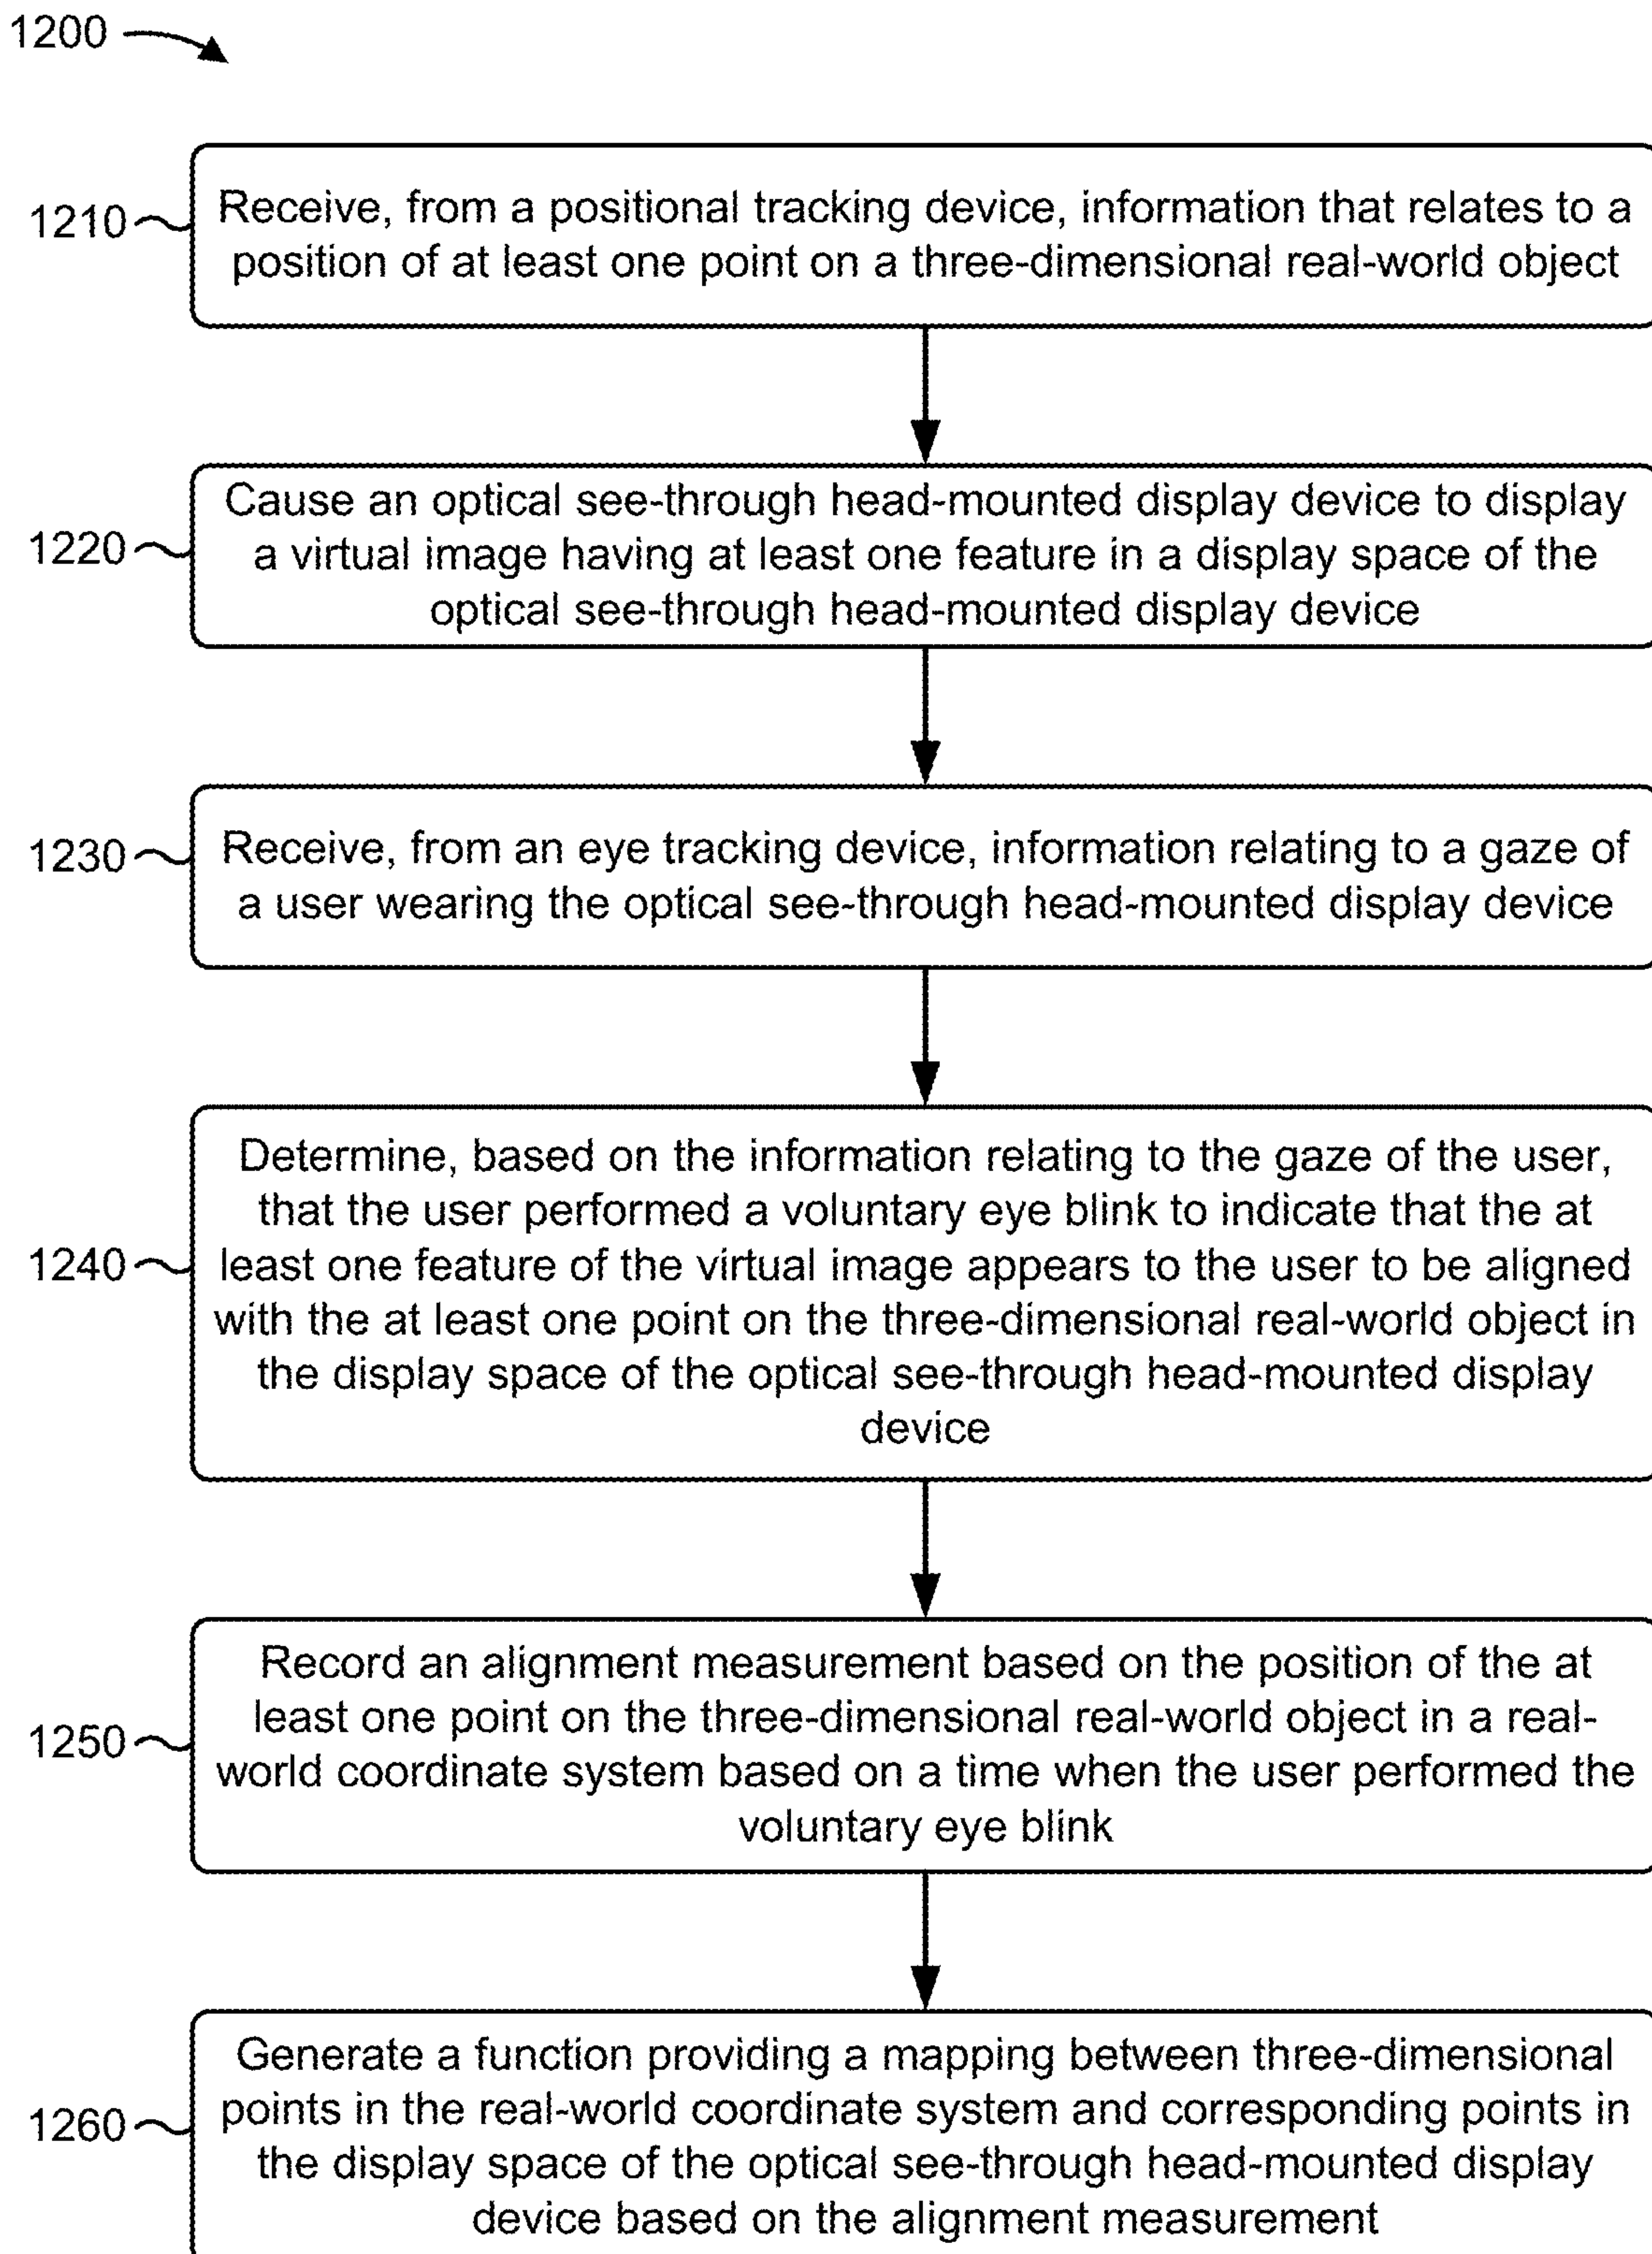 1200
1210
Receive, from a positional tracking device, information that relates to a
position of at least one point on a three-dimensional real-world object
1220
Cause an optical see-through head-mounted display device to display
a virtual image having at least one feature in a display space of the
optical see-through head-mounted display device
1230
Receive, from an eye tracking device, information relating to a gaze of
a user wearing the optical see-through head-mounted display device
1240
Determine, based on the information relating to the gaze of the user,
that the user performed a voluntary eye blink to indicate that the at
least one feature of the virtual image appears to the user to be aligned
with the at least one point on the three-dimensional real-world object in
the display space of the optical see-through head-mounted display
device
1250
Record an alignment measurement based on the position of the at
least one point on the three-dimensional real-world object in a real-
world coordinate system based on a time when the user performed the
voluntary eye blink
1260
Generate a function providing a mapping between three-dimensional
points in the real-world coordinate system and corresponding points in
the display space of the optical see-through head-mounted display
device based on the alignment measurement